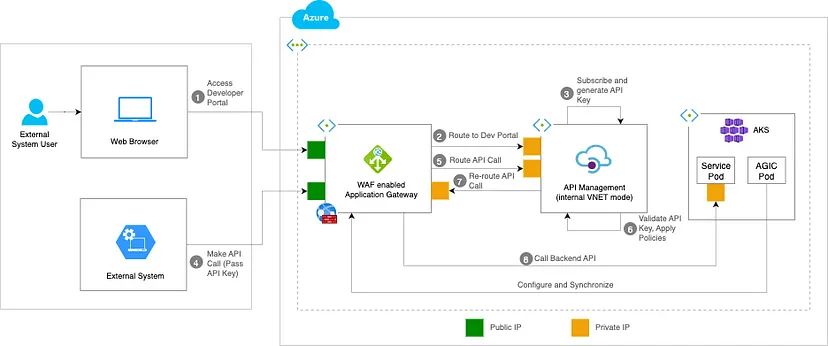 Azure
Access
Developer
Portal
1
External
System User
Web Browser
Subscribe and
generate API
Key
3
2 Route to Dev Portal
5 Route API Call
7 Re-route API
Call
WAF enabled
Application Gateway
API Management
(internal VNET mode)
AKS
Service
Pod
AGIC
Pod
6 Validate API
Key, Apply
Policies
4 Make API
Call (Pass
API Key)
External System
8 Call Backend API
Configure and Synchronize
Public IP
Private IP